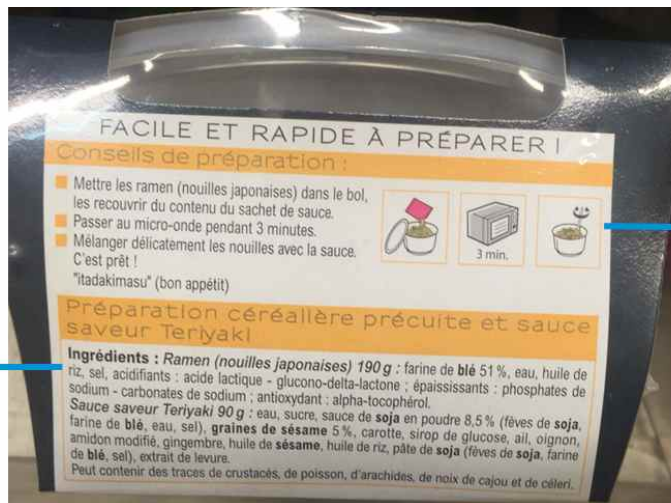 FACILE ET RAPIDE À PRÉPARER !
Conseils de préparation :
Mettre les ramen (nouilles japonaises) dans le bol,
les recouvrir du contenu du sachet de sauce.
Passer au micro-onde pendant 3 minutes.
Mélanger délicatement les nouilles avec la sauce.
C'est prêt !
"itadakimasu" (bon appétit)
3 min.
Préparation céréalière précuite et sauce
saveur Teriyaki
Ingrédients : Ramen (nouilles japonaises) 190 g : farine de blé 51 %, eau, huile de
riz, sel, acidifiants : acide lactique - glucono-delta-lactone ; épaississants : phosphates de
sodium - carbonates de sodium ; antioxydant : alpha-tocophérol.
Sauce saveur Teriyaki 90 g : eau, sucre, sauce de soja en poudre 8,5 % (fèves de soja,
farine de blé, eau, sel), graines de sésame 5 %, carotte, sirop de glucose, ail, oignon,
amidon modifié, gingembre, huile de sésame, huile de riz, pâte de soja (fèves de soja, farine
de blé, sel), extrait de levure.
Peut contenir des traces de crustacés, de poisson, d'arachides, de noix de cajou et de céleri.